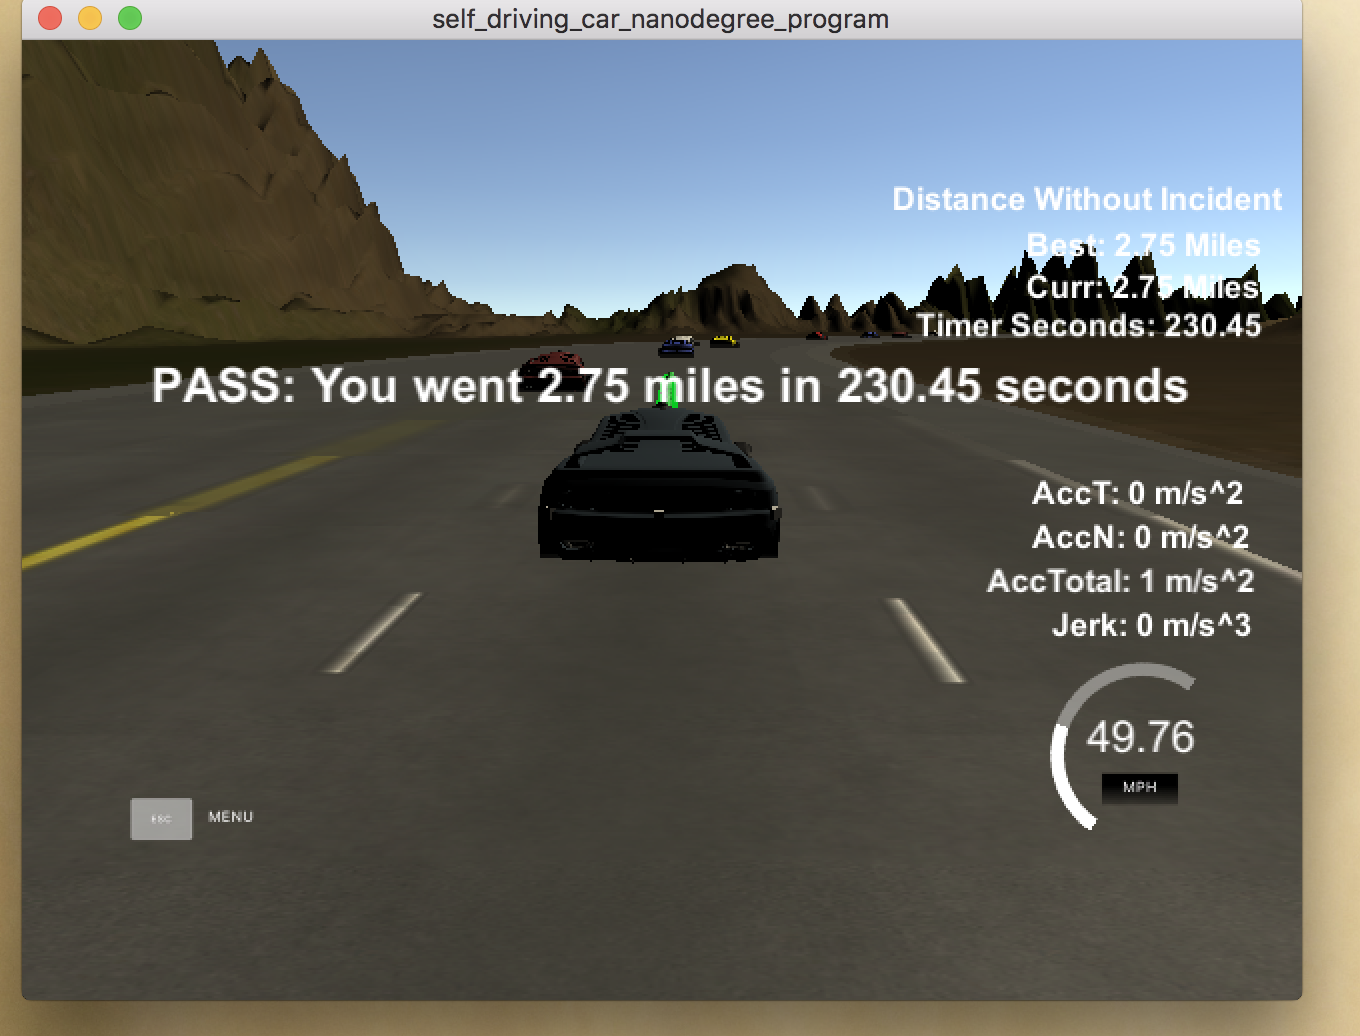 self_driving_car_nanodegree_program
Distance Without Incident
Best: 2.75 Miles
Curr: 2.75 Miles
Timer Seconds: 230.45
PASS: You went 2.75 miles in 230.45 seconds
AccT: 0 m/s^2
AccN: 0 m/s^2
AccTotal: 1 m/s^2
Jerk: 0 m/s^3
49.76
MPH
ESC MENU